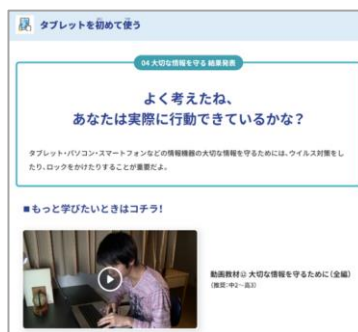 タブレットを初めて使う
04 大切な情報を守る 結果発表
よく考えたね、
あなたは実際に行動できているかな？
タブレット・パソコン・スマートフォンなどの情報機器の大切な情報を守るためには、ウイルス対策をし
たり、ロックをかけたりすることが重要だよ。
■もっと学びたいときはコチラ！
動画教材⑫ 大切な情報を守るために（全編）
（推奨：中2〜高3）